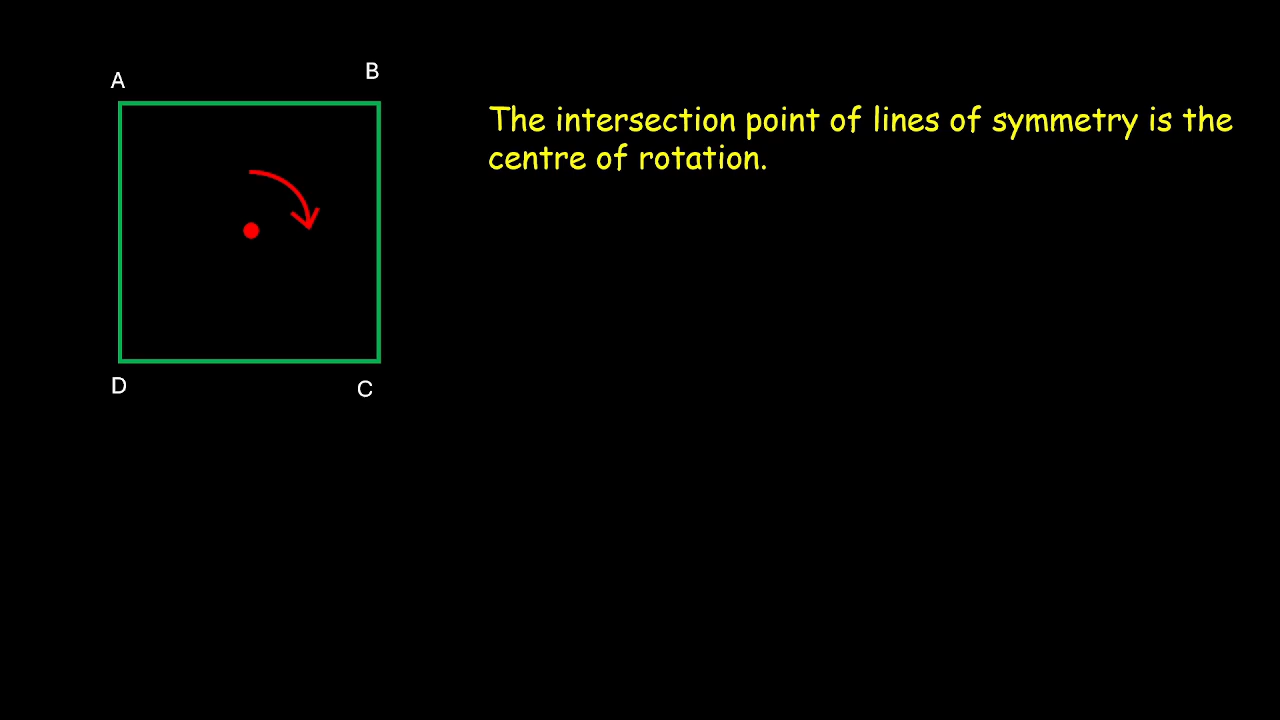 A
B
The intersection point of lines of symmetry is the
centre of rotation.
D
C